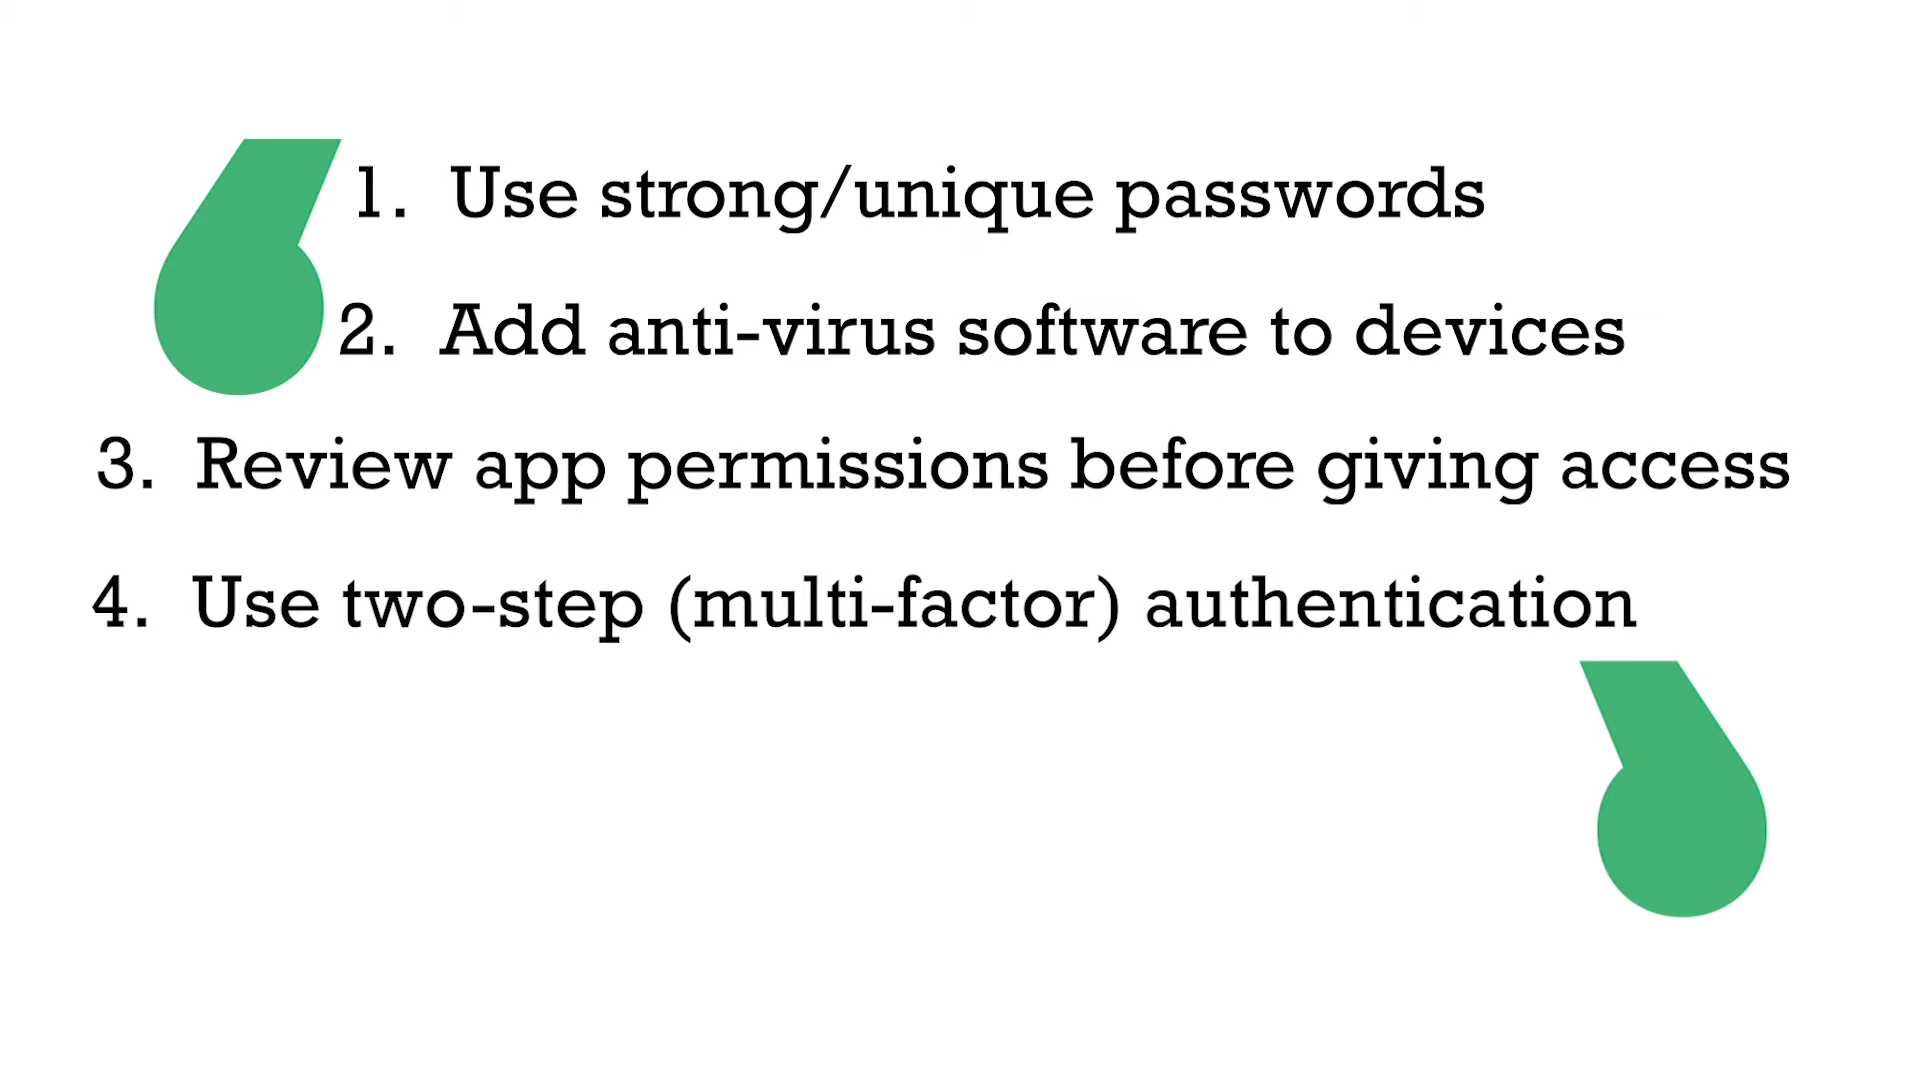 1. Use strong/unique passwords
2. Add anti-virus software to devices
3. Review app permissions before giving access
4. Use two-step (multi-factor) authentication